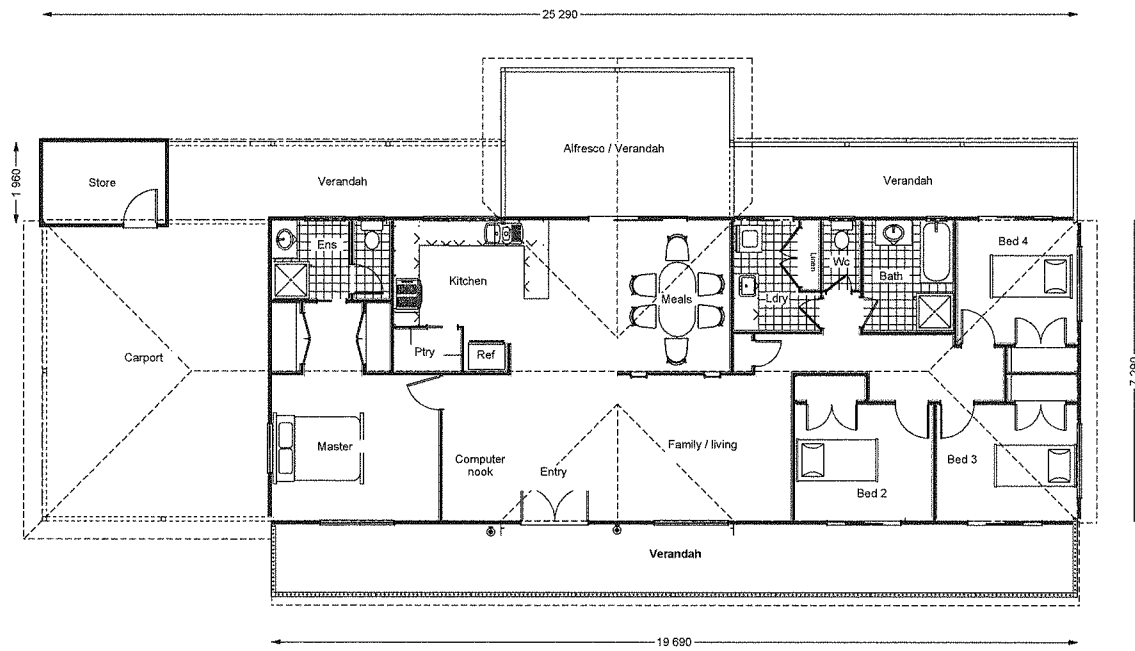 25 290
Alfresco / Verandah
1 960
Store
Verandah
Verandah
Ens
Kitchen
Meals
Linen
Wc
Ldry
Bath
Bed 4
Ptry
Ref
Carport
7 290
Master
Computer
nook
Entry
Family / living
Bed 2
Bed 3
Verandah
19 690